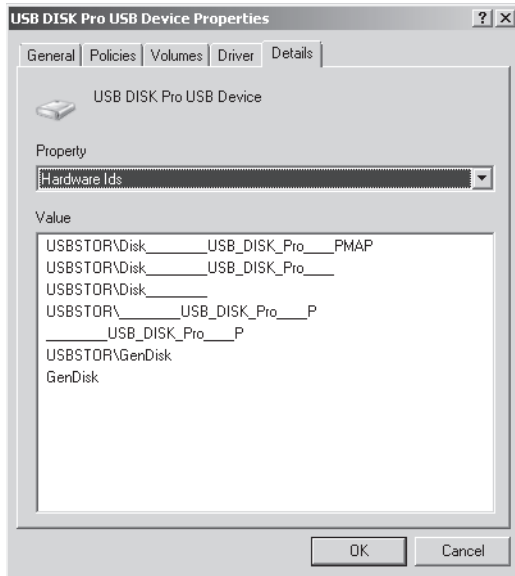 USB DISK Pro USB Device Properties
General Policies Volumes Driver Details
USB DISK Pro USB Device
Property
Hardware Ids
Value
USBSTOR\Disk________USB_DISK_Pro____PMAP
USBSTOR\Disk________USB_DISK_Pro____
USBSTOR\Disk________
USBSTOR\________USB_DISK_Pro____P
________USB_DISK_Pro____P
USBSTOR\GenDisk
GenDisk
OK Cancel